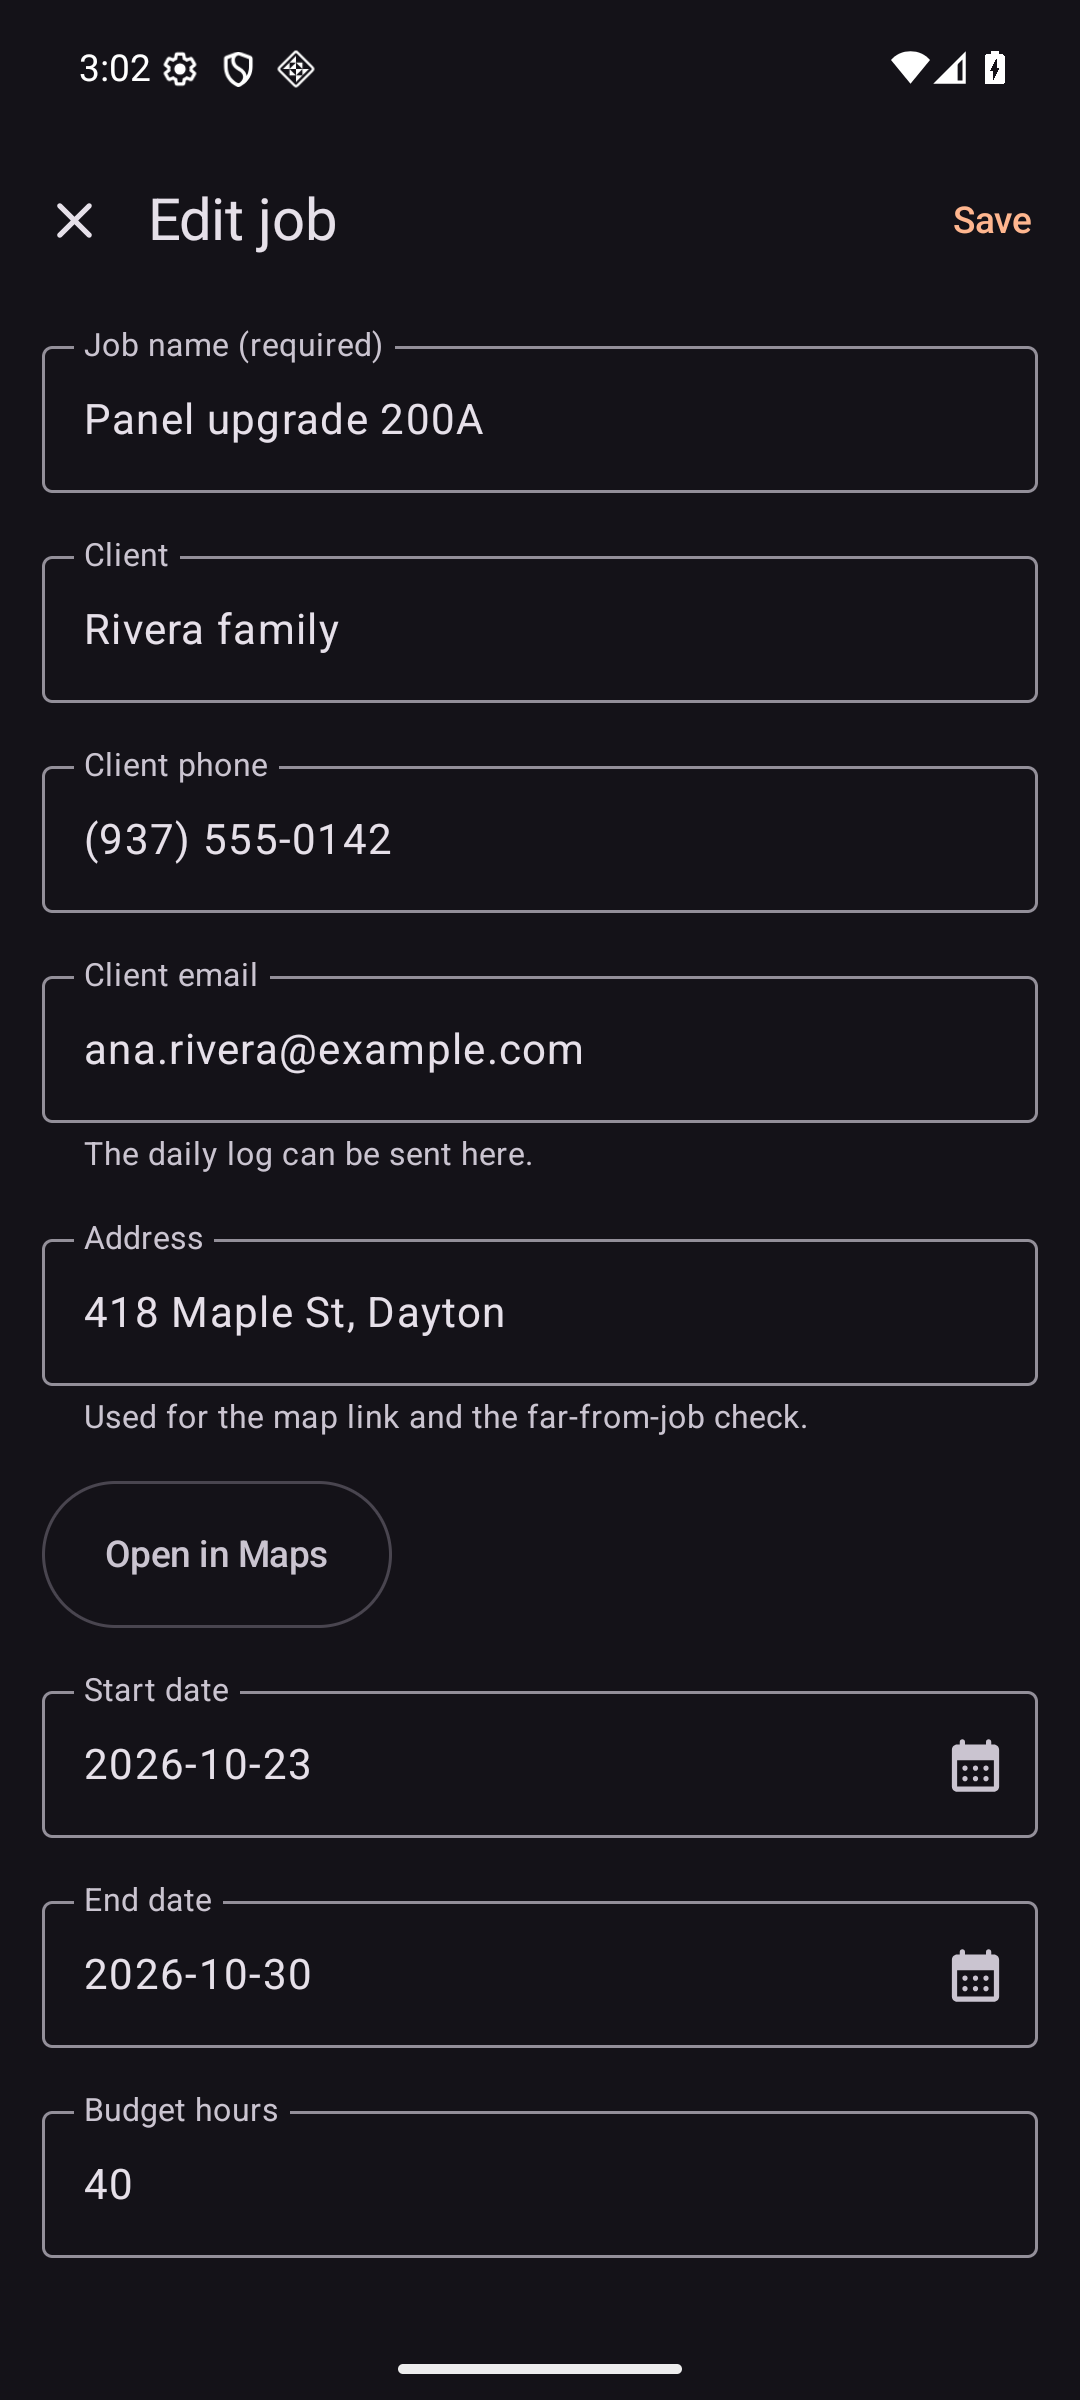 3:02
Edit job
Save
Job name (required)
Panel upgrade 200A
Client
Rivera family
Client phone
(937) 555-0142
Client email
ana.rivera@example.com
The daily log can be sent here.
Address
418 Maple St, Dayton
Used for the map link and the far-from-job check.
Open in Maps
Start date
2026-10-23
End date
2026-10-30
Budget hours
40